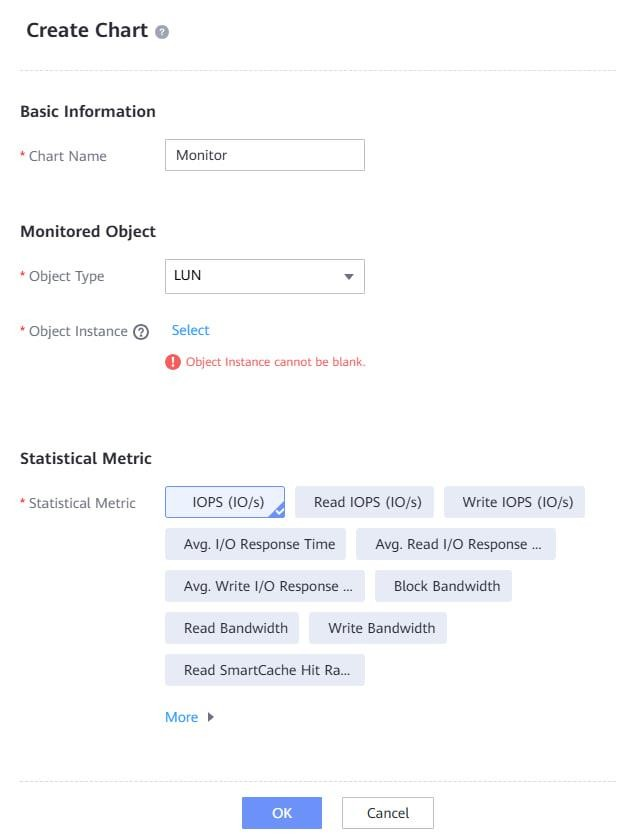 Create Chart ?
Basic Information
* Chart Name Monitor
Monitored Object
* Object Type LUN
* Object Instance ? Select
! Object Instance cannot be blank.
Statistical Metric
* Statistical Metric IOPS (IO/s) Read IOPS (IO/s) Write IOPS (IO/s)
Avg. I/O Response Time Avg. Read I/O Response ...
Avg. Write I/O Response ... Block Bandwidth
Read Bandwidth Write Bandwidth
Read SmartCache Hit Ra...
More
OK Cancel